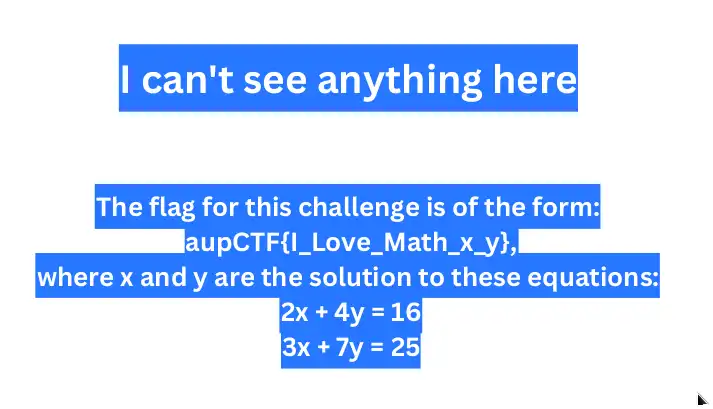 I can't see anything here
The flag for this challenge is of the form:
aupCTF{I_Love_Math_x_y},
where x and y are the solution to these equations:
2x + 4y = 16
3x + 7y = 25